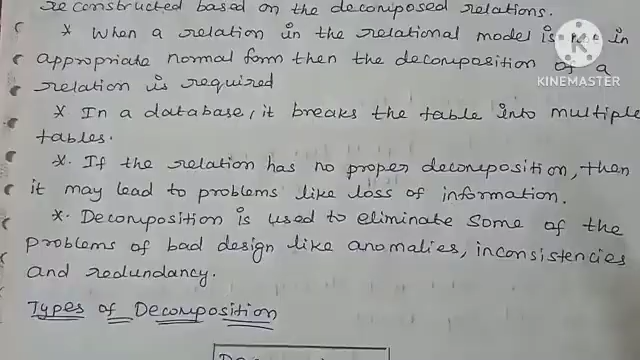 reconstructed based on the decomposed relations.
* When a relation in the relational model is in
appropriate normal form then the decomposition of a
relation is required
* In a database, it breaks the table into multiple
tables.
*. If the relation has no proper decomposition, then
it may lead to problems like loss of information.
*. Decomposition is used to eliminate some of the
problems of bad design like anomalies, inconsistencies
and redundancy.
Types of Decomposition
KINEMASTER